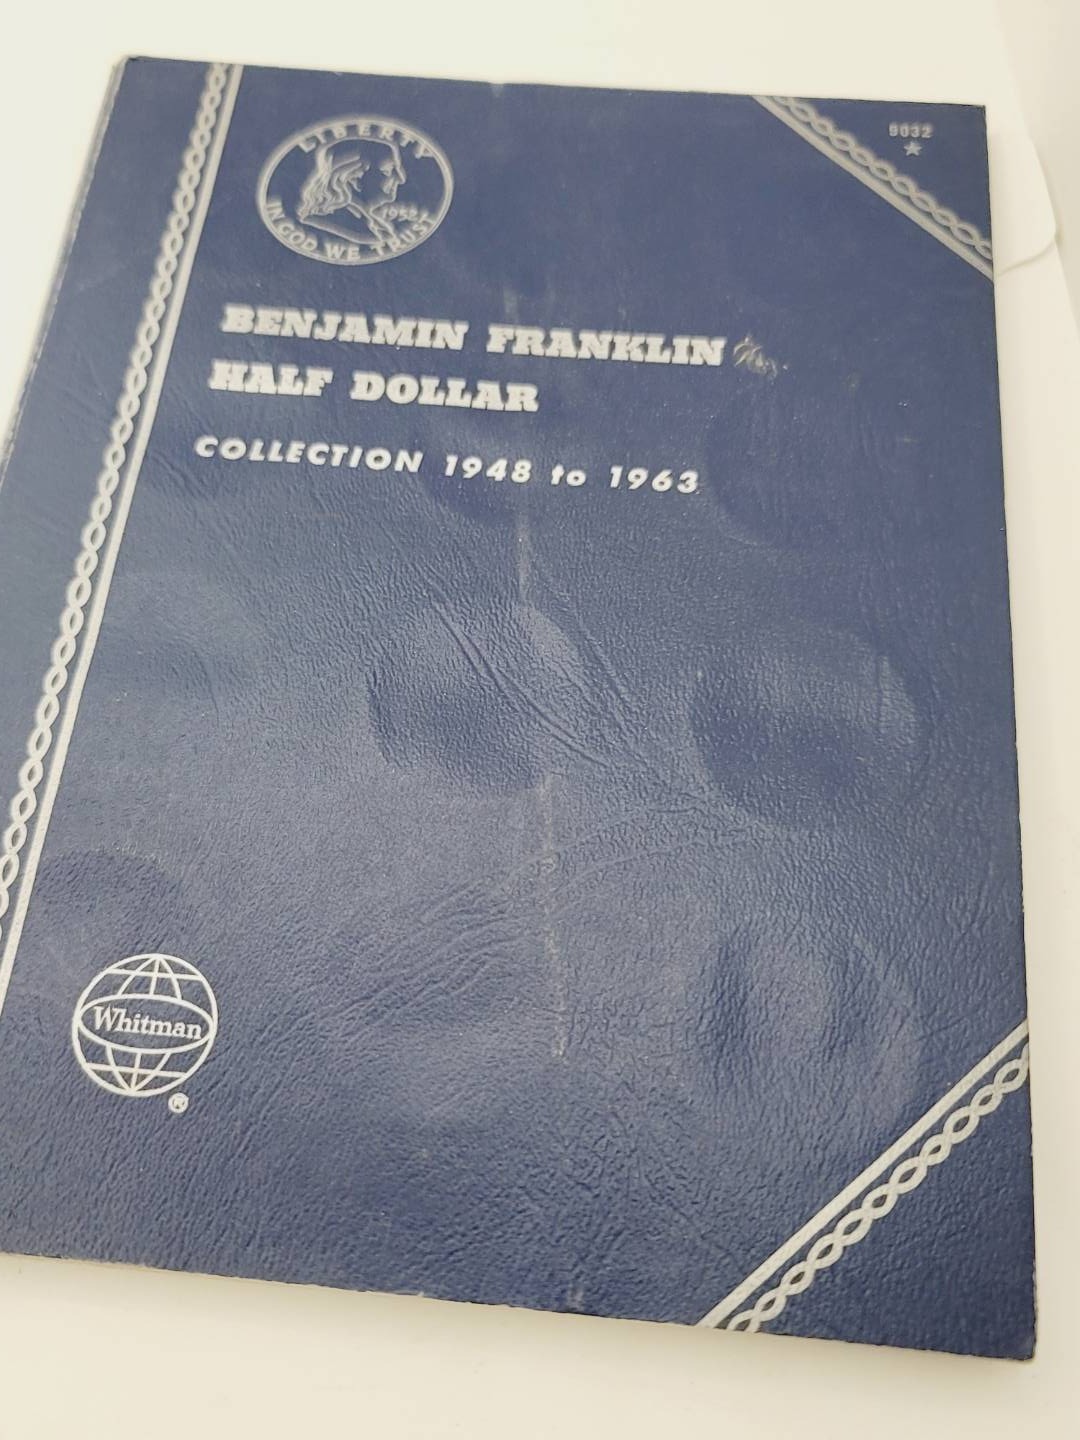 9032
LIBERTY
1952
IN GOD WE TRUST
BENJAMIN FRANKLIN
HALF DOLLAR
COLLECTION 1948 to 1963
Whitman
®